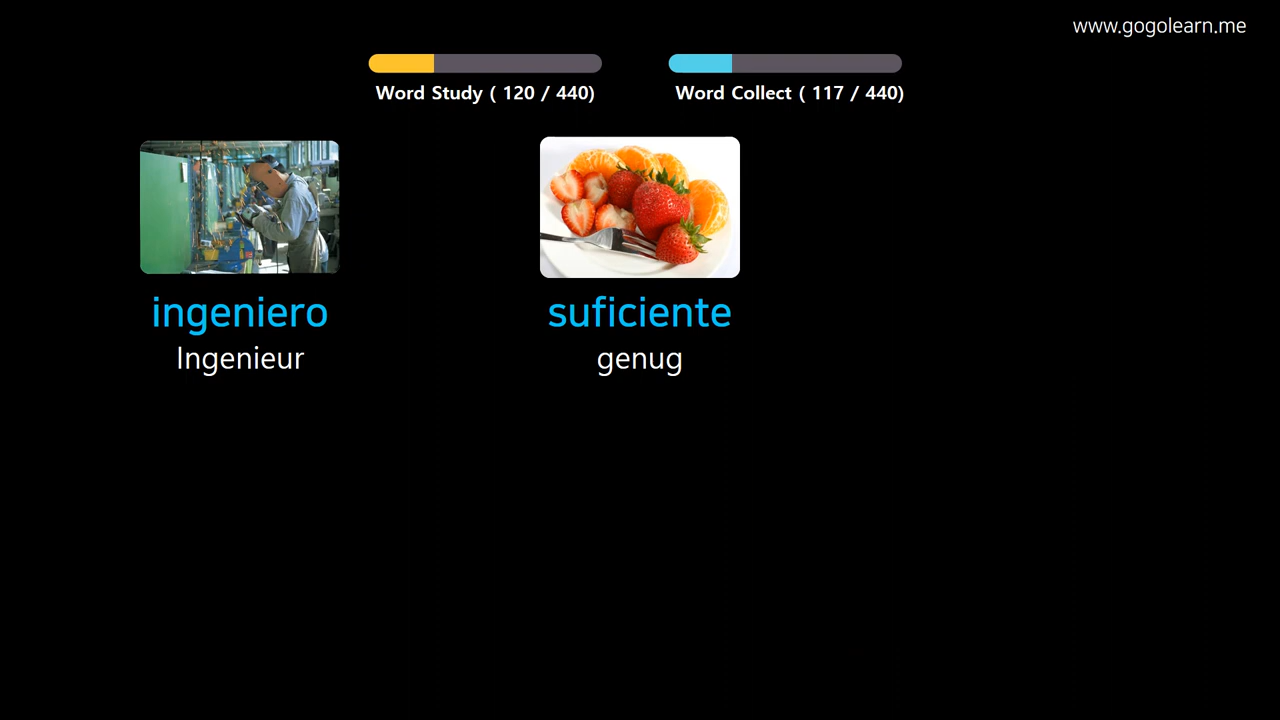 www.gogolearn.me
Word Study ( 120 / 440)
Word Collect ( 117 / 440)
ingeniero
Ingenieur
suficiente
genug